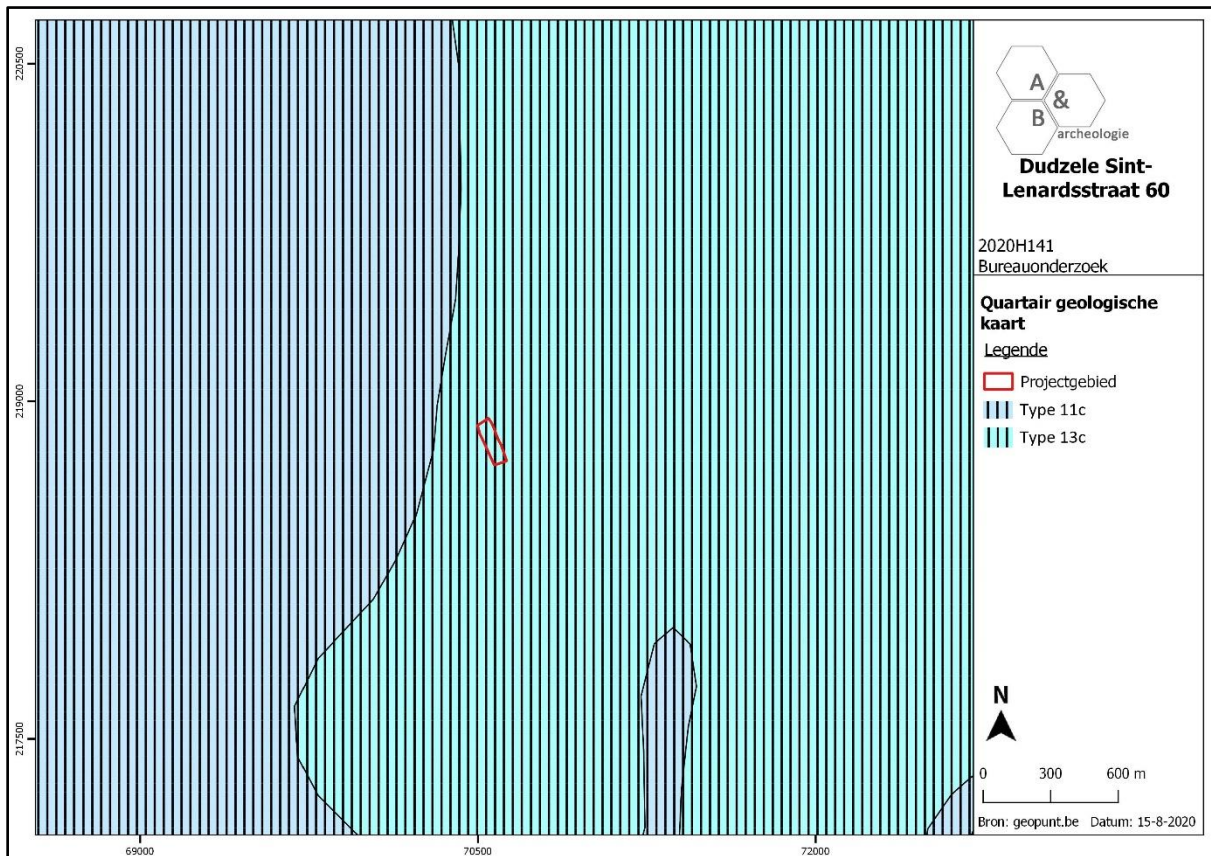 220500
219000
217500
69000
70500
72000
A
&
B
archeologie
Dudzele Sint-
Lenardsstraat 60
2020H141
Bureauonderzoek
Quartair geologische
kaart
Legende
Projectgebied
Type 11c
Type 13c
N
0 300 600 m
Bron: geopunt.be Datum: 15-8-2020